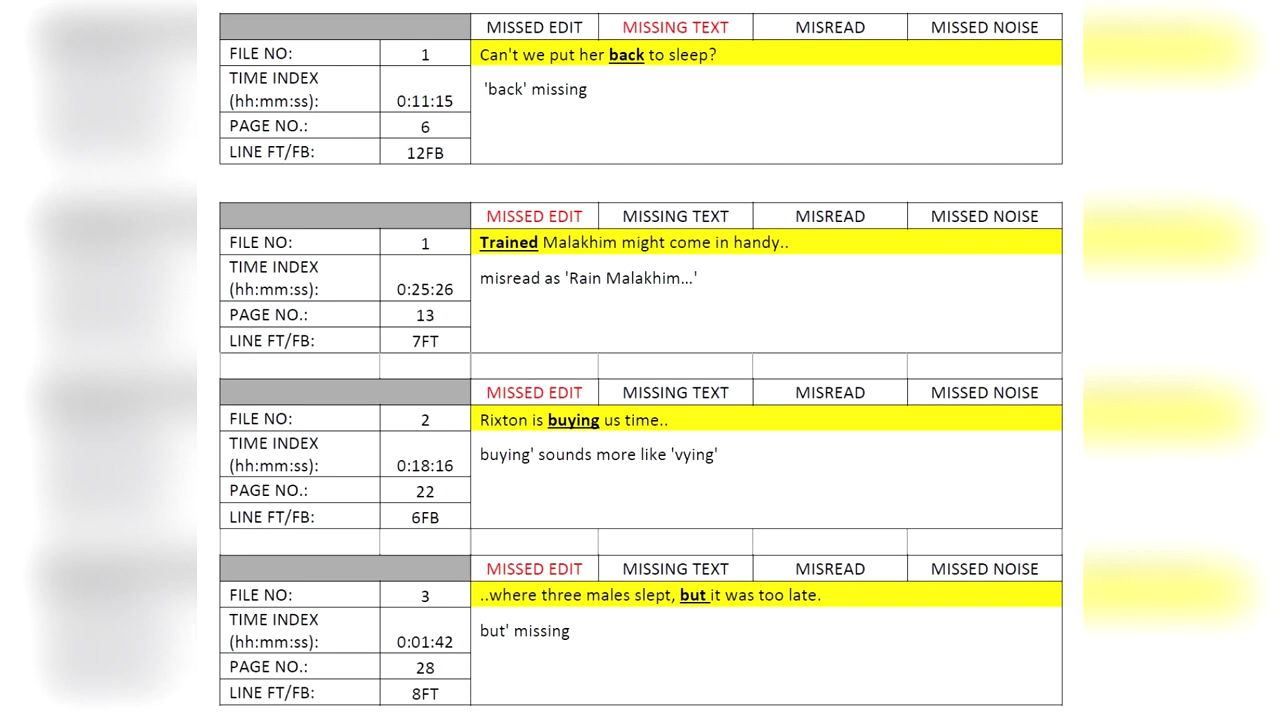 MISSED EDIT MISSING TEXT MISREAD MISSED NOISE
FILE NO: 1 Can't we put her back to sleep?
TIME INDEX
(hh:mm:ss): 0:11:15 'back' missing
PAGE NO.: 6
LINE FT/FB: 12FB
MISSED EDIT MISSING TEXT MISREAD MISSED NOISE
FILE NO: 1 Trained Malakhim might come in handy..
TIME INDEX
(hh:mm:ss): 0:25:26 misread as 'Rain Malakhim...'
PAGE NO.: 13
LINE FT/FB: 7FT
MISSED EDIT MISSING TEXT MISREAD MISSED NOISE
FILE NO: 2 Rixton is buying us time..
TIME INDEX
(hh:mm:ss): 0:18:16 buying' sounds more like 'vying'
PAGE NO.: 22
LINE FT/FB: 6FB
MISSED EDIT MISSING TEXT MISREAD MISSED NOISE
FILE NO: 3 ..where three males slept, but it was too late.
TIME INDEX
(hh:mm:ss): 0:01:42 but' missing
PAGE NO.: 28
LINE FT/FB: 8FT